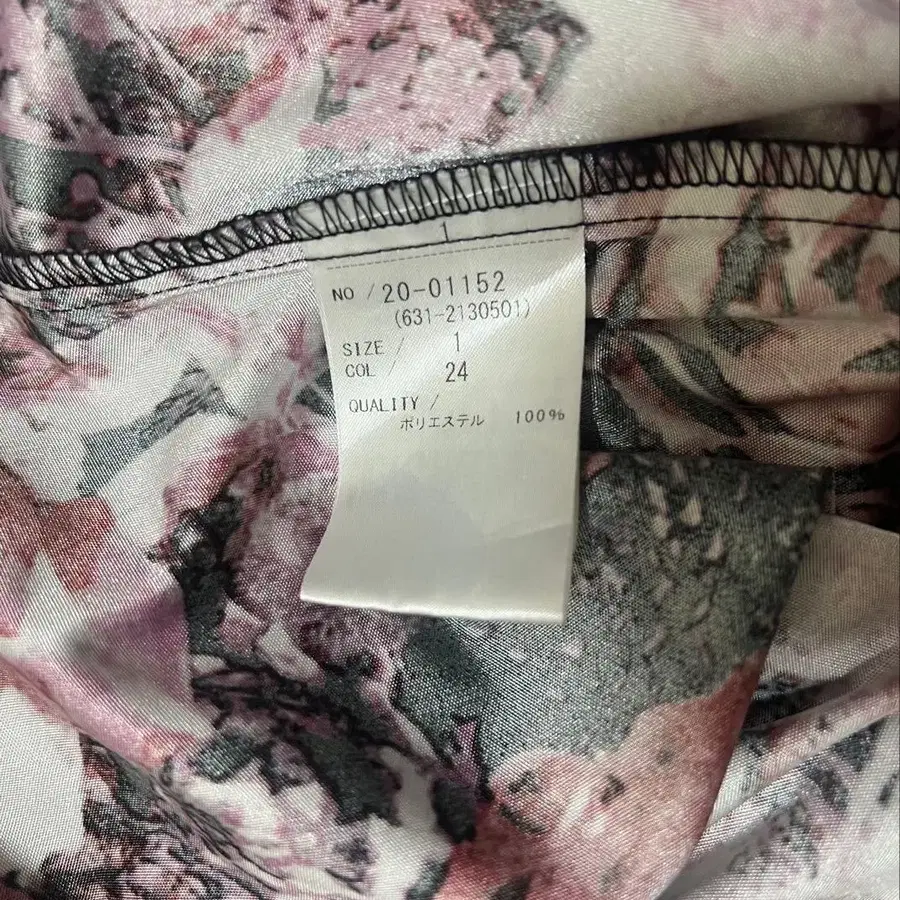 1
NO / 20-01152
(631-2130501)
SIZE / 1
COL / 24
QUALITY /
ポリエステル 100%